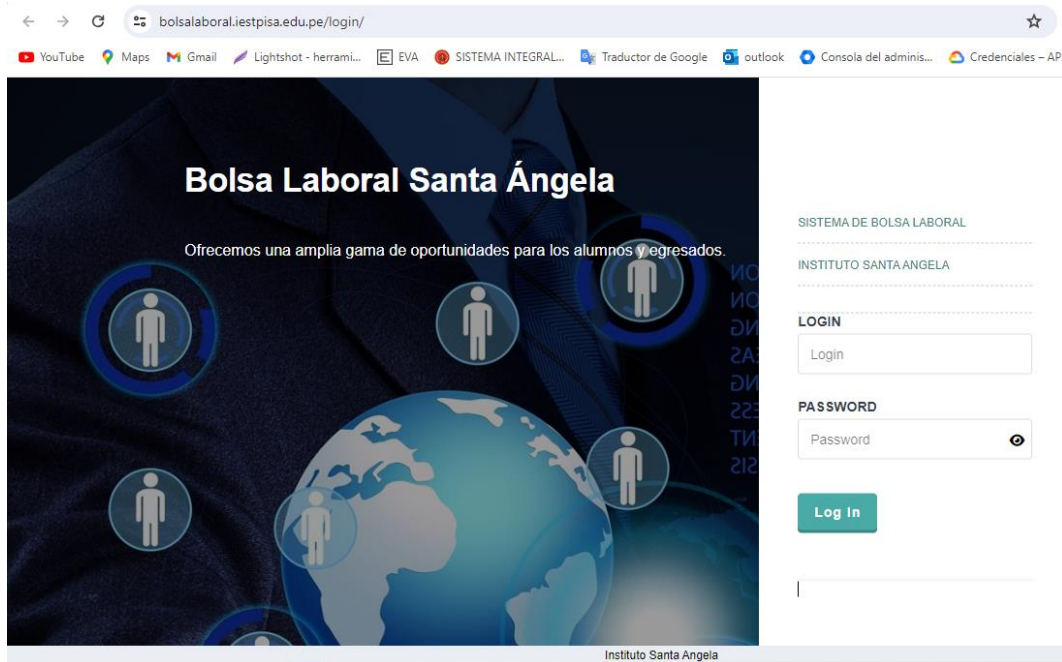 bolsalaboral.iestpisa.edu.pe/login/
YouTube Maps Gmail Lightshot - herrami... EVA SISTEMA INTEGRAL... Traductor de Google outlook Consola del adminis... Credenciales – AP
Bolsa Laboral Santa Ángela
Ofrecemos una amplia gama de oportunidades para los alumnos y egresados.
SISTEMA DE BOLSA LABORAL
INSTITUTO SANTA ANGELA
LOGIN
Login
PASSWORD
Password
Log In
Instituto Santa Angela